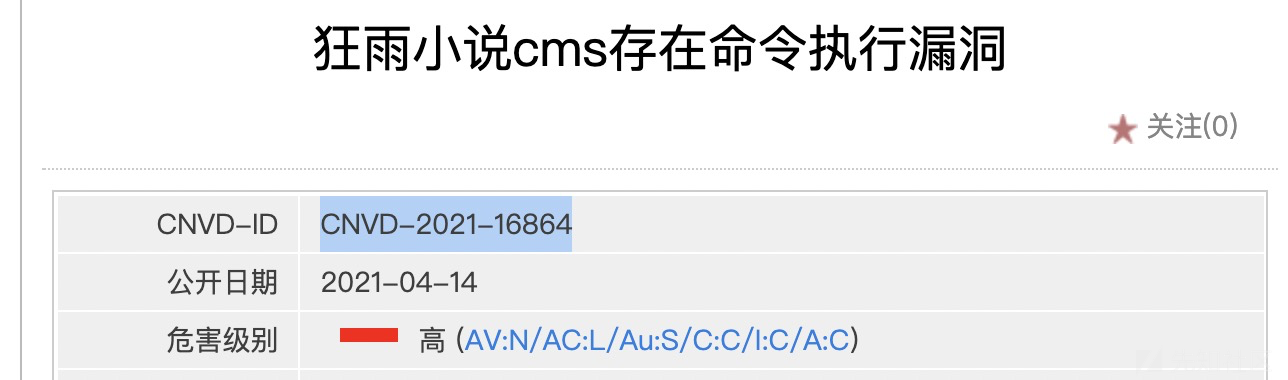 狂雨小说cms存在命令执行漏洞
关注(0)
CNVD-ID CNVD-2021-16864
公开日期 2021-04-14
危害级别 高 (AV:N/AC:L/Au:S/C:C/I:C/A:C)